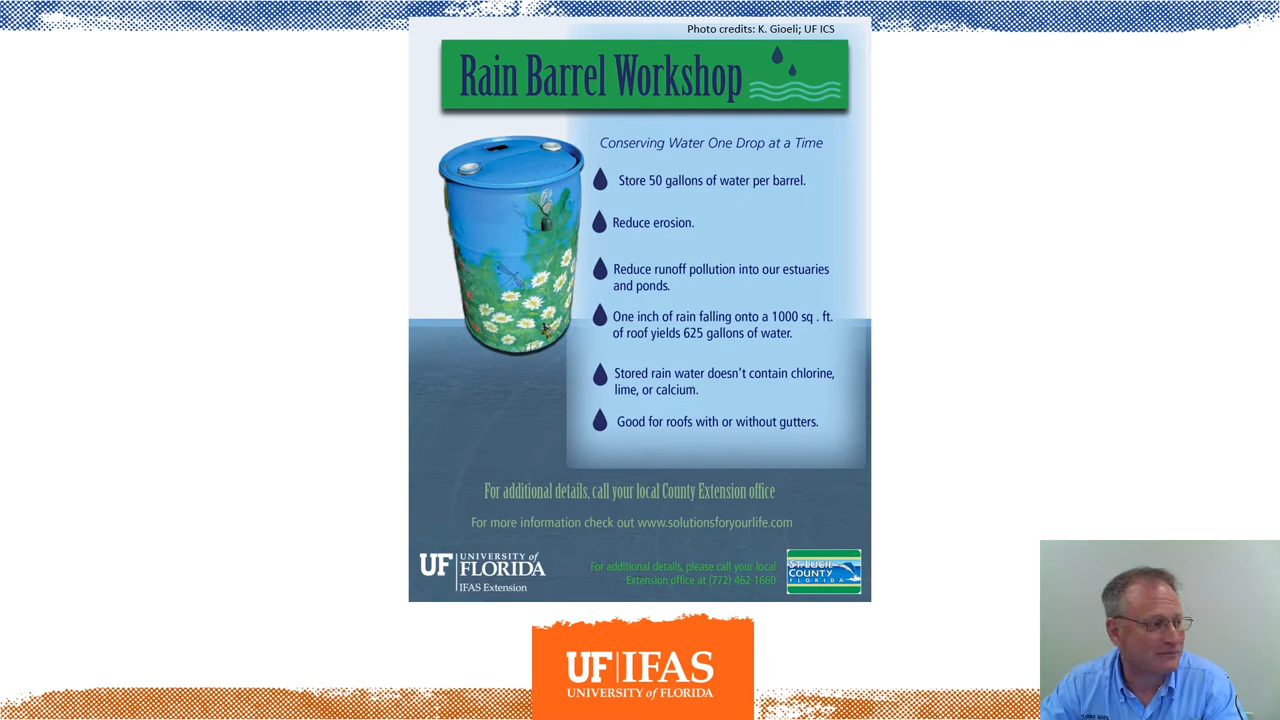 Photo credits: K. Gioeli; UF ICS
Rain Barrel Workshop
Conserving Water One Drop at a Time
Store 50 gallons of water per barrel.
Reduce erosion.
Reduce runoff pollution into our estuaries
and ponds.
One inch of rain falling onto a 1000 sq . ft.
of roof yields 625 gallons of water.
Stored rain water doesn't contain chlorine,
lime, or calcium.
Good for roofs with or without gutters.
For additional details, call your local County Extension office
For more information check out www.solutionsforyourlife.com
UF UNIVERSITY of
FLORIDA
IFAS Extension
For additional details, please call your local
Extension office at (772) 462-1660
ST. LUCIE
COUNTY
FLORIDA
UF IFAS
UNIVERSITY of FLORIDA